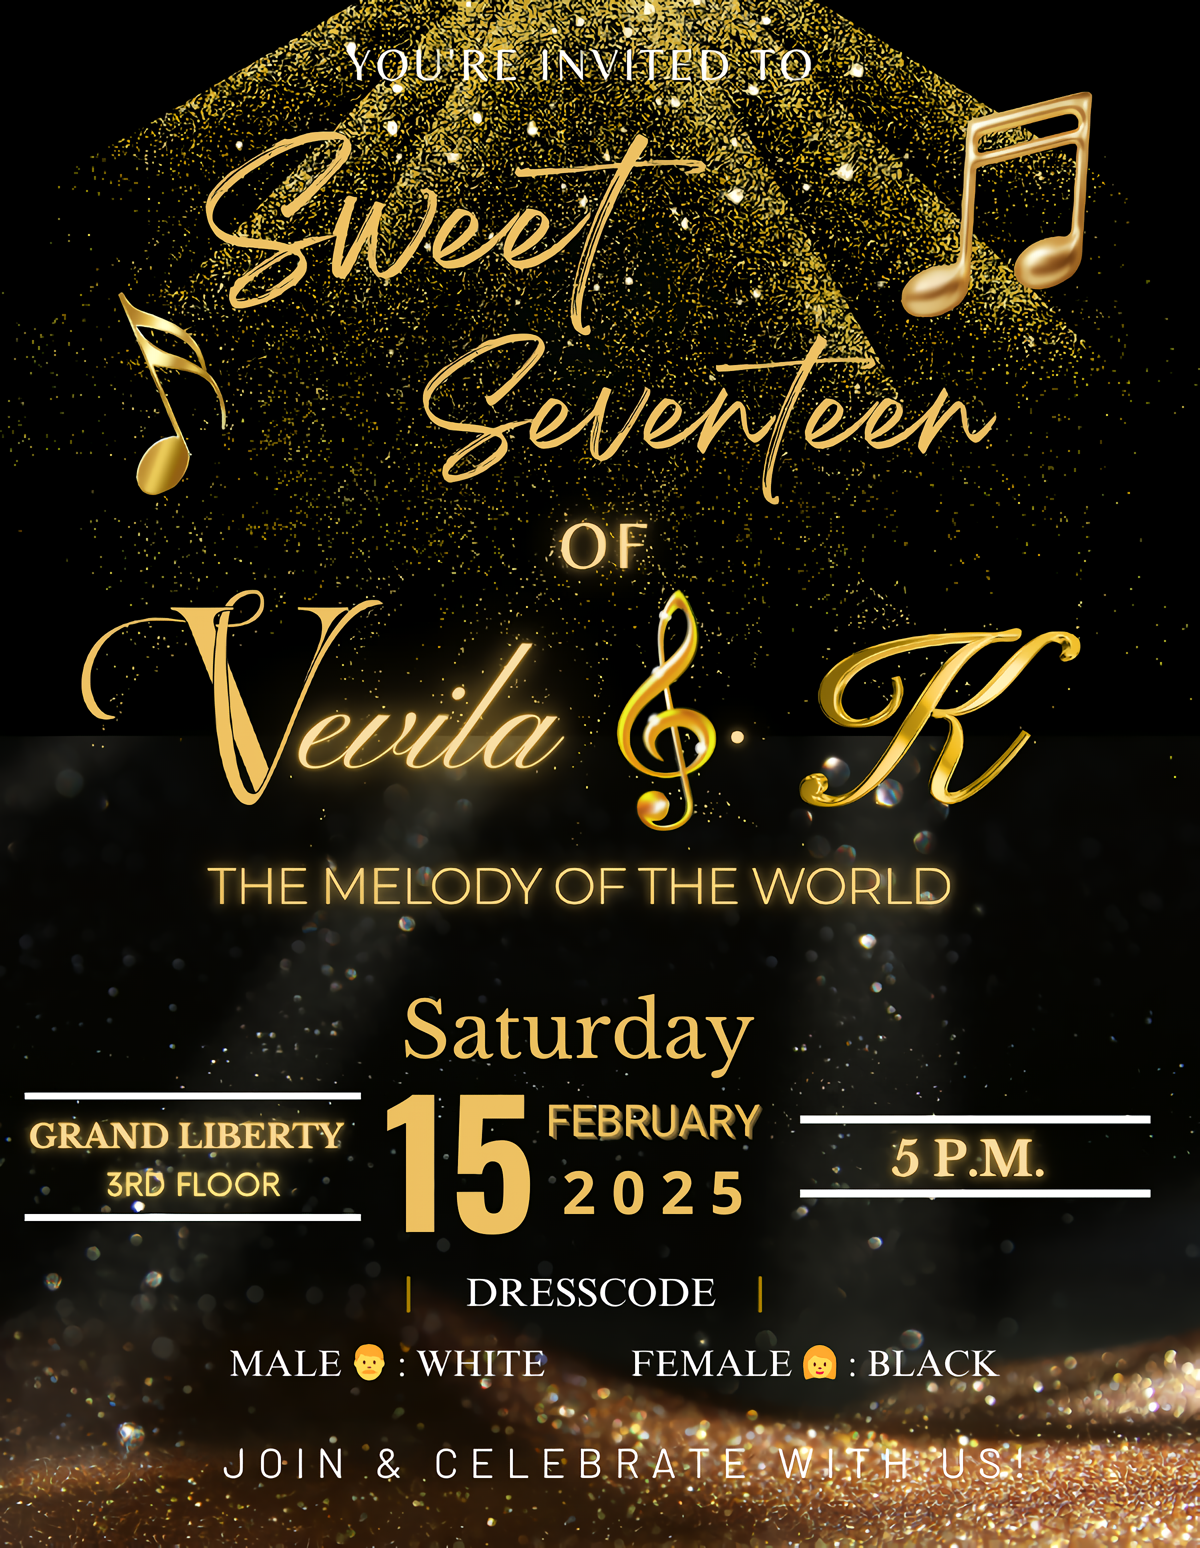 YOU'RE INVITED TO
Sweet
Seventeen
OF
Vevila . K
THE MELODY OF THE WORLD
Saturday
GRAND LIBERTY
3RD FLOOR
15
FEBRUARY
2025
5 P.M.
| DRESSCODE |
MALE 👨 : WHITE FEMALE 👩 : BLACK
JOIN & CELEBRATE WITH US!